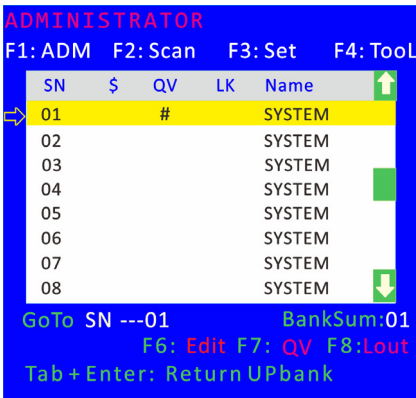 ADMINISTRATOR
F1: ADM F2: Scan F3: Set F4: TooL
SN $ QV LK Name
01 # SYSTEM
02 SYSTEM
03 SYSTEM
04 SYSTEM
05 SYSTEM
06 SYSTEM
07 SYSTEM
08 SYSTEM
GoTo SN ---01 BankSum:01
F6: Edit F7: QV F8:Lout
Tab+Enter: Return UPbank